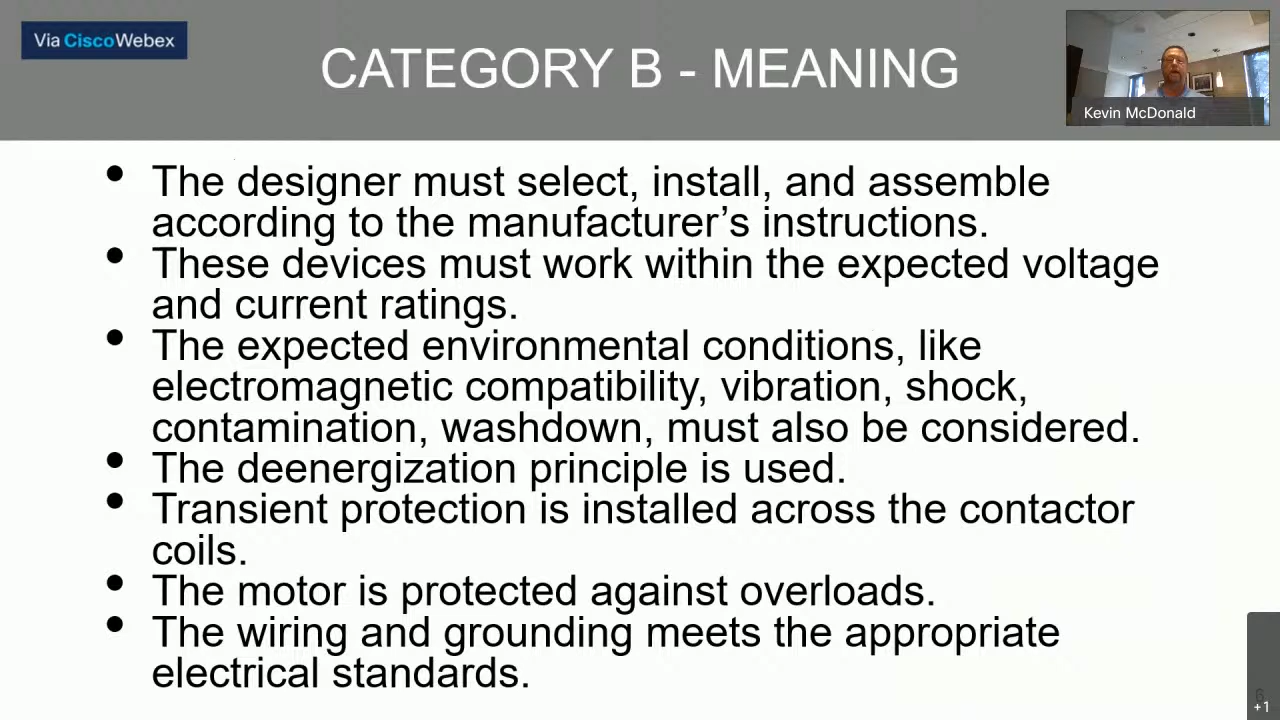 Via CiscoWebex
CATEGORY B - MEANING
Kevin McDonald
• The designer must select, install, and assemble
according to the manufacturer’s instructions.
• These devices must work within the expected voltage
and current ratings.
• The expected environmental conditions, like
electromagnetic compatibility, vibration, shock,
contamination, washdown, must also be considered.
• The deenergization principle is used.
• Transient protection is installed across the contactor
coils.
• The motor is protected against overloads.
• The wiring and grounding meets the appropriate
electrical standards.
6
+1